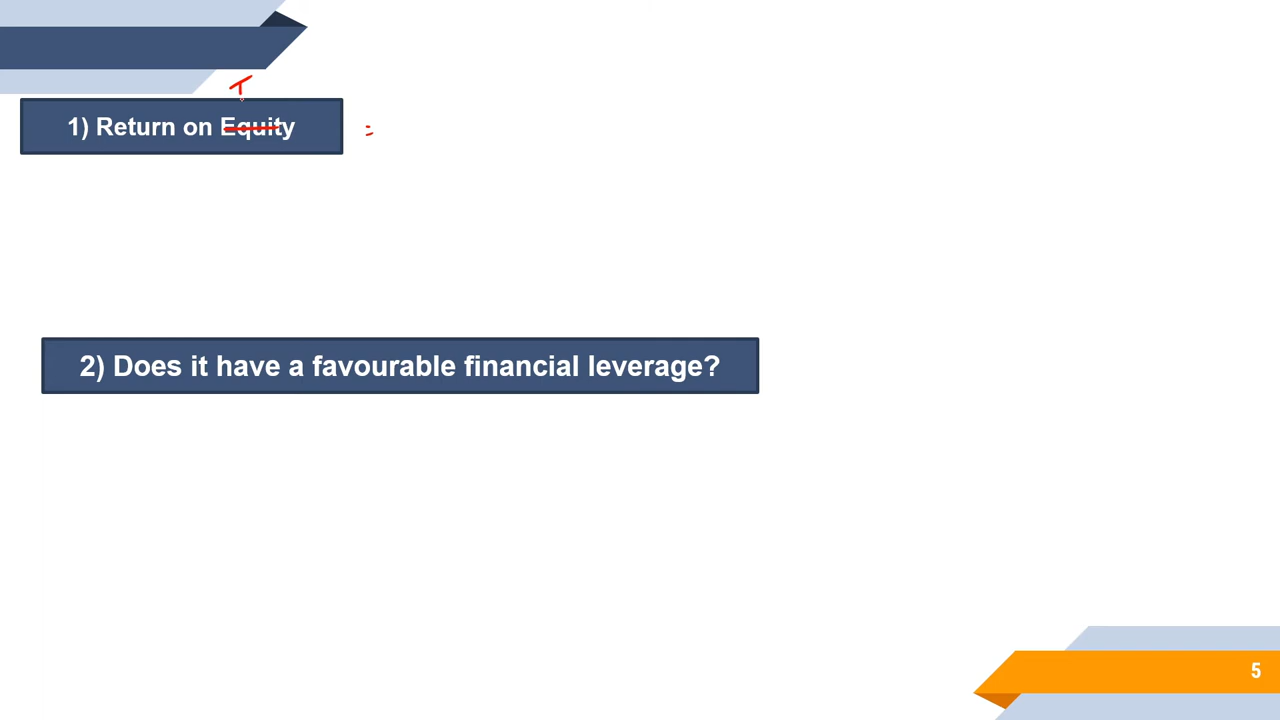 T
1) Return on Equity =
2) Does it have a favourable financial leverage?
5